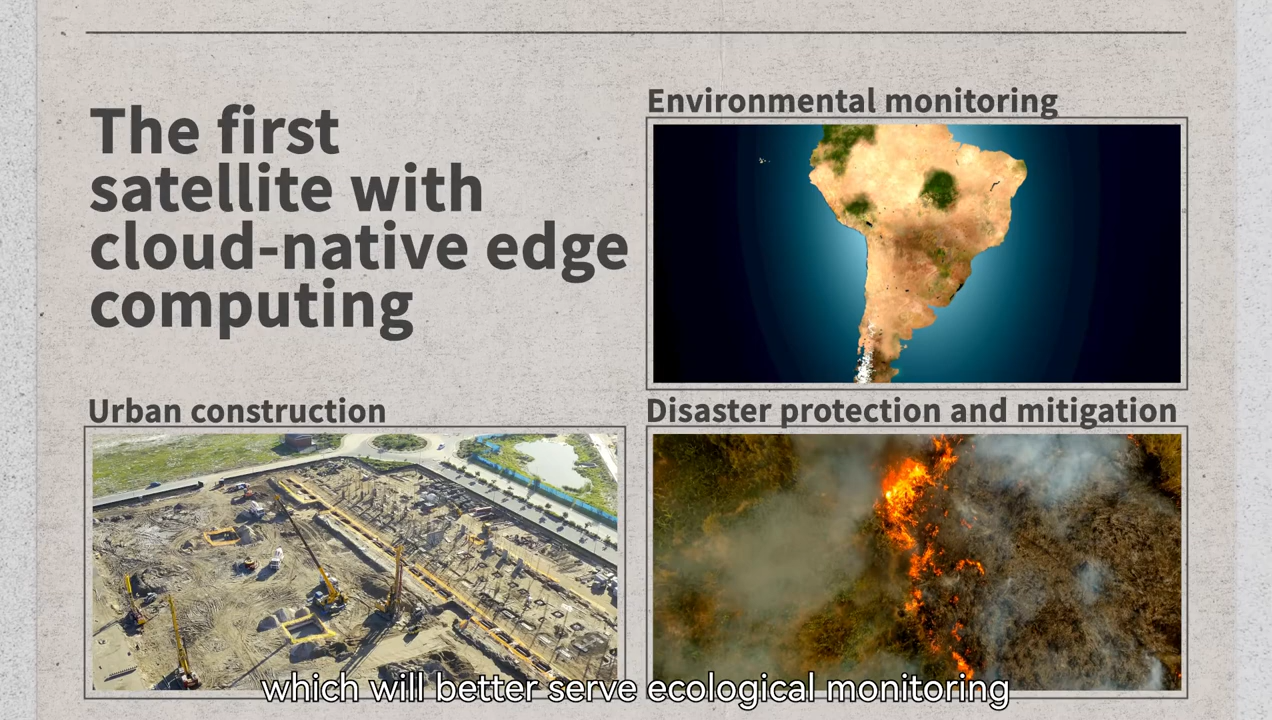 The first
satellite with
cloud-native edge
computing
Environmental monitoring
Urban construction
Disaster protection and mitigation
which will better serve ecological monitoring